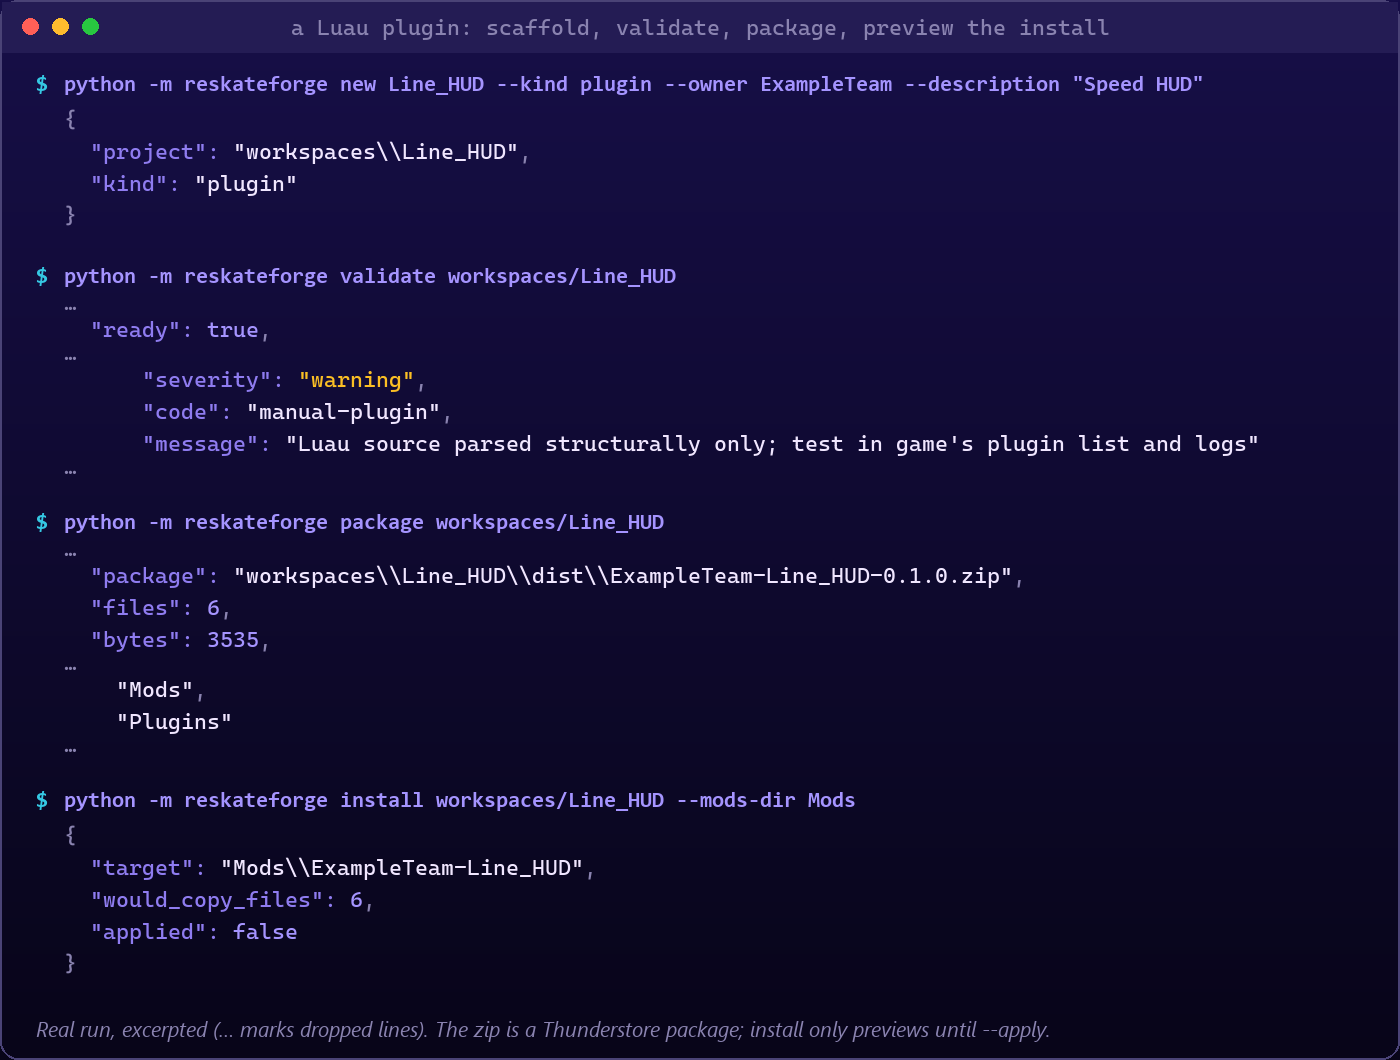 a Luau plugin: scaffold, validate, package, preview the install
$ python -m reskateforge new Line_HUD --kind plugin --owner ExampleTeam --description "Speed HUD"
{
"project": "workspaces\\Line_HUD",
"kind": "plugin"
}
$ python -m reskateforge validate workspaces/Line_HUD
…
"ready": true,
…
"severity": "warning",
"code": "manual-plugin",
"message": "Luau source parsed structurally only; test in game's plugin list and logs"
…
$ python -m reskateforge package workspaces/Line_HUD
…
"package": "workspaces\\Line_HUD\\dist\\ExampleTeam-Line_HUD-0.1.0.zip",
"files": 6,
"bytes": 3535,
…
"Mods",
"Plugins"
…
$ python -m reskateforge install workspaces/Line_HUD --mods-dir Mods
{
"target": "Mods\\ExampleTeam-Line_HUD",
"would_copy_files": 6,
"applied": false
}
Real run, excerpted (... marks dropped lines). The zip is a Thunderstore package; install only previews until --apply.